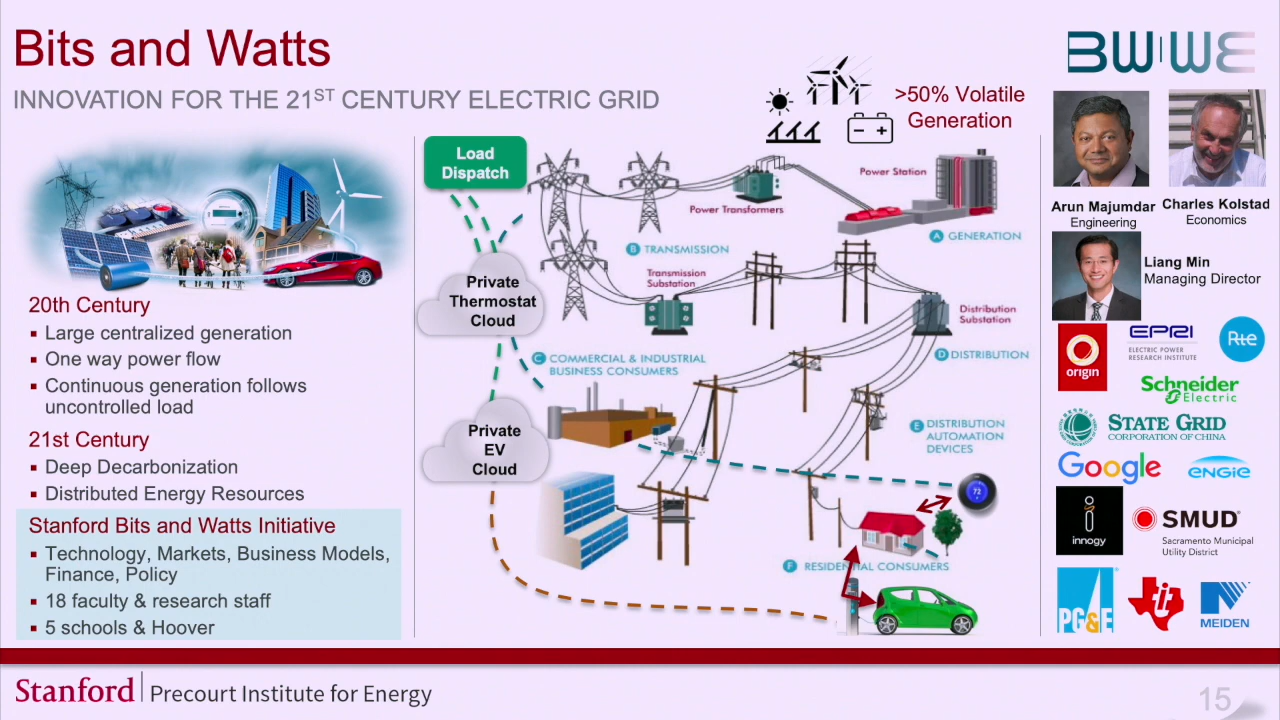 Bits and Watts
INNOVATION FOR THE 21ST CENTURY ELECTRIC GRID
20th Century
Large centralized generation
One way power flow
Continuous generation follows
uncontrolled load
21st Century
Deep Decarbonization
Distributed Energy Resources
Stanford Bits and Watts Initiative
Technology, Markets, Business Models,
Finance, Policy
18 faculty & research staff
5 schools & Hoover
>50% Volatile
Generation
Load
Dispatch
Power Station
Power Transformers
A GENERATION
B TRANSMISSION
Private
Thermostat
Cloud
Transmission
Substation
Distribution
Substation
C COMMERCIAL & INDUSTRIAL
BUSINESS CONSUMERS
D DISTRIBUTION
Private
EV
Cloud
E DISTRIBUTION
AUTOMATION
DEVICES
72
F RESIDENTIAL CONSUMERS
BW|WE
Arun Majumdar
Engineering
Charles Kolstad
Economics
Liang Min
Managing Director
origin
EPRI
ELECTRIC POWER
RESEARCH INSTITUTE
Rte
Schneider
Electric
STATE GRID
CORPORATION OF CHINA
Google
ENGIE
innogy
SMUD
Sacramento Municipal
Utility District
PG&E
MEIDEN
Stanford | Precourt Institute for Energy
15